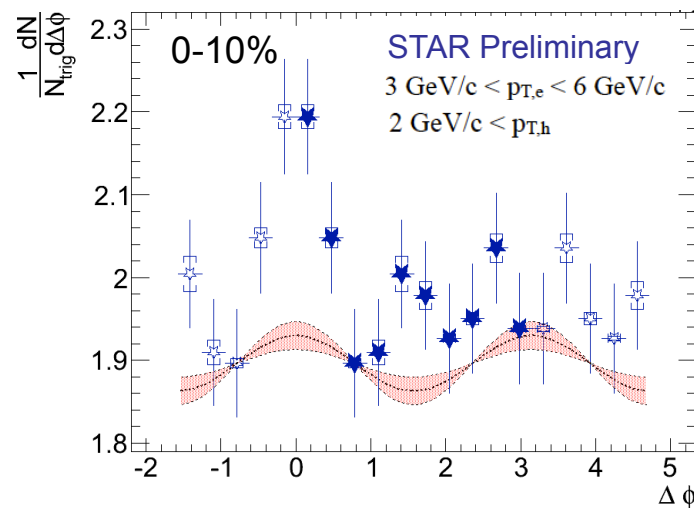 1 dN
N_trig dΔϕ
0-10%
STAR Preliminary
3 GeV/c < p_T,e < 6 GeV/c
2 GeV/c < p_T,h
2.3
2.2
2.1
2
1.9
1.8
-2 -1 0 1 2 3 4 5
Δ ϕ